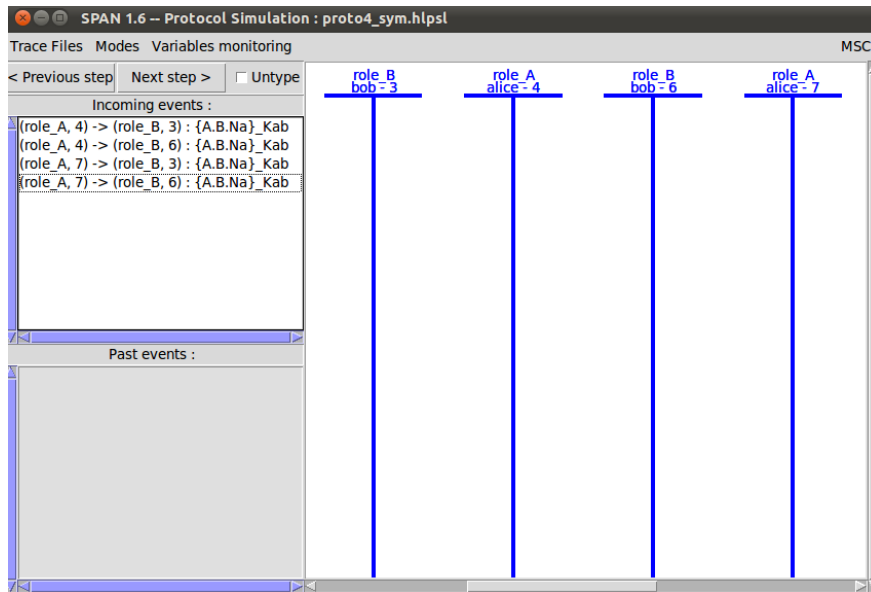 SPAN 1.6 -- Protocol Simulation : proto4_sym.hlpsl
Trace Files Modes Variables monitoring MSC
< Previous step Next step > Untype
Incoming events :
(role_A, 4) -> (role_B, 3) : {A.B.Na}_Kab
(role_A, 4) -> (role_B, 6) : {A.B.Na}_Kab
(role_A, 7) -> (role_B, 3) : {A.B.Na}_Kab
(role_A, 7) -> (role_B, 6) : {A.B.Na}_Kab
Past events :
role_B
bob - 3
role_A
alice - 4
role_B
bob - 6
role_A
alice - 7